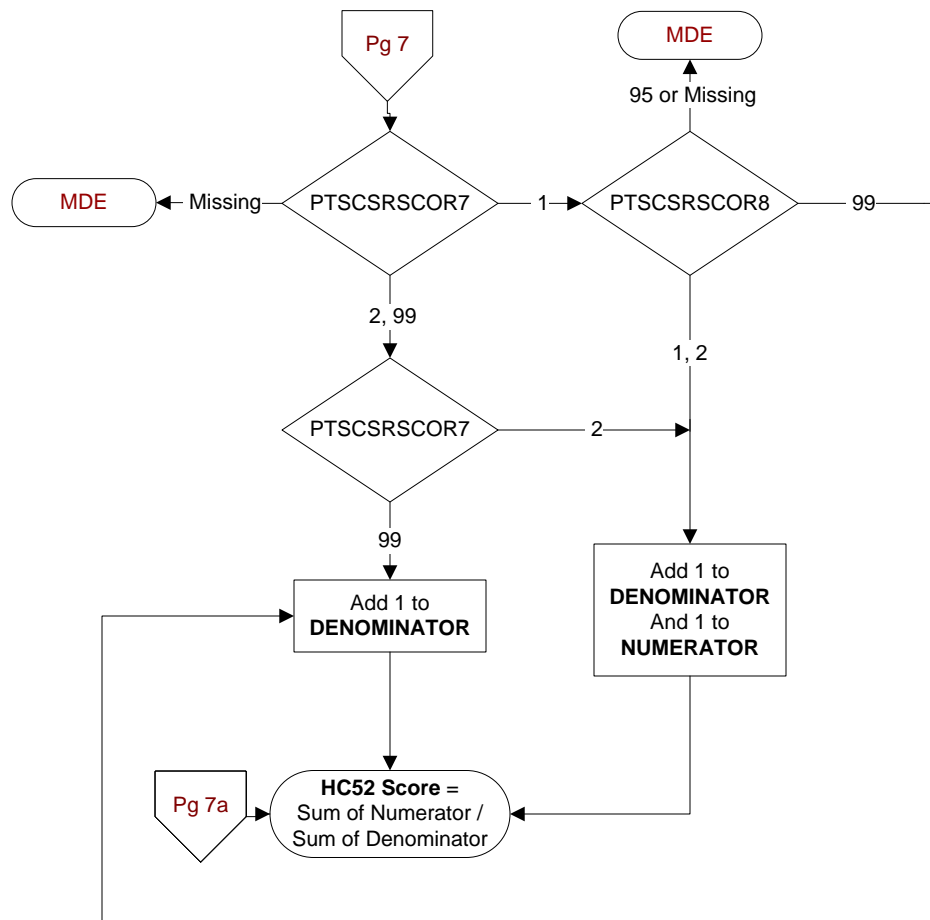 Pg 7
MDE
95 or Missing
MDE
Missing
PTSCSRSCOR7
1
PTSCSRSCOR8
99
2, 99
1, 2
PTSCSRSCOR7
2
99
Add 1 to
DENOMINATOR
Add 1 to
DENOMINATOR
And 1 to
NUMERATOR
Pg 7a
HC52 Score =
Sum of Numerator /
Sum of Denominator